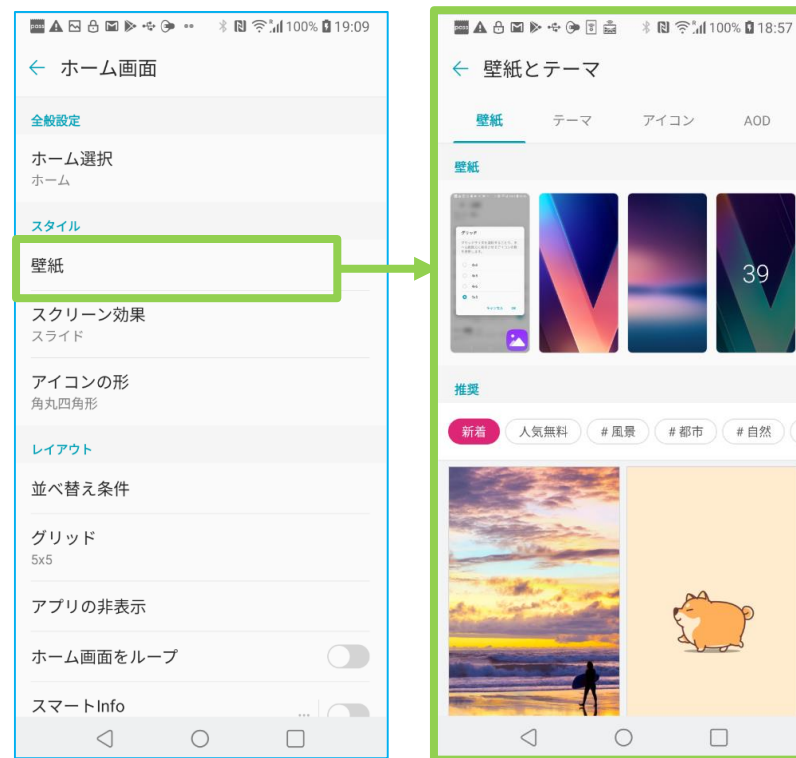 100% 19:09
← ホーム画面
全般設定
ホーム選択
ホーム
スタイル
壁紙
スクリーン効果
スライド
アイコンの形
角丸四角形
レイアウト
並べ替え条件
グリッド
5x5
アプリの非表示
ホーム画面をループ
スマートInfo
100% 18:57
← 壁紙とテーマ
壁紙 テーマ アイコン AOD
壁紙
グリッド
39
推奨
新着 人気無料 #風景 #都市 #自然